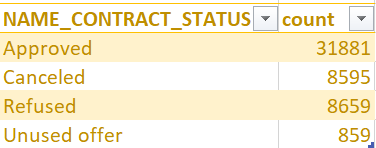 NAME_CONTRACT_STATUS count
Approved 31881
Canceled 8595
Refused 8659
Unused offer 859